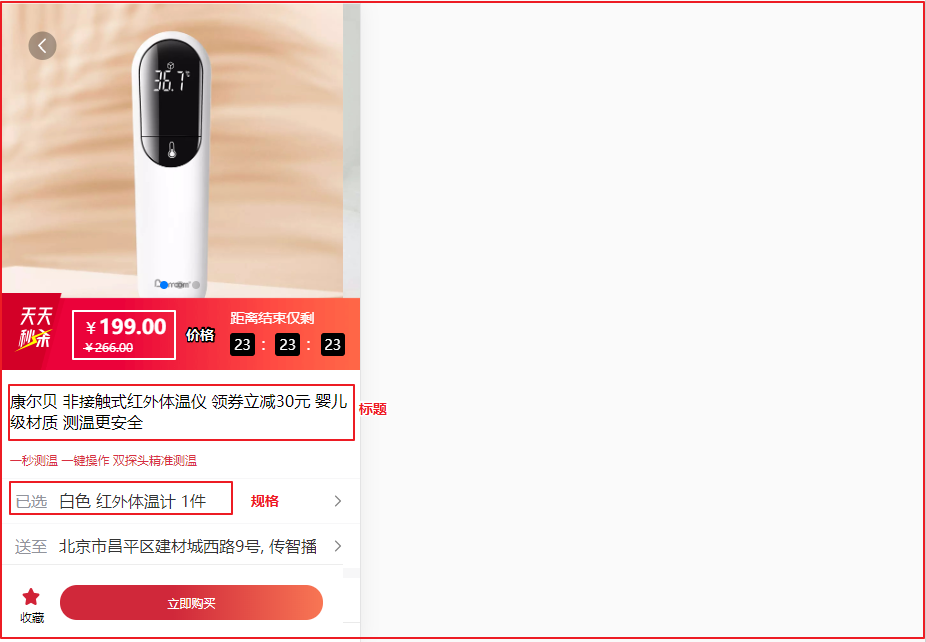 36.7℃
天天
秒杀
￥199.00
￥266.00
价格
距离结束仅剩
23 : 23 : 23
康尔贝 非接触式红外体温仪 领券立减30元 婴儿
级材质 测温更安全
标题
一秒测温 一键操作 双探头精准测温
已选 白色 红外体温计 1件
规格
送至 北京市昌平区建材城西路9号, 传智播
收藏
立即购买